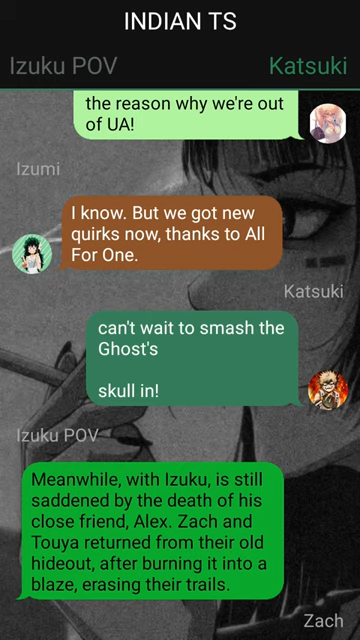 INDIAN TS
Izuku POV
Katsuki
the reason why we're out
of UA!
Izumi
I know. But we got new
quirks now, thanks to All
For One.
Katsuki
can't wait to smash the
Ghost's
skull in!
Izuku POV
Meanwhile, with Izuku, is still
saddened by the death of his
close friend, Alex. Zach and
Touya returned from their old
hideout, after burning it into a
blaze, erasing their trails.
Zach